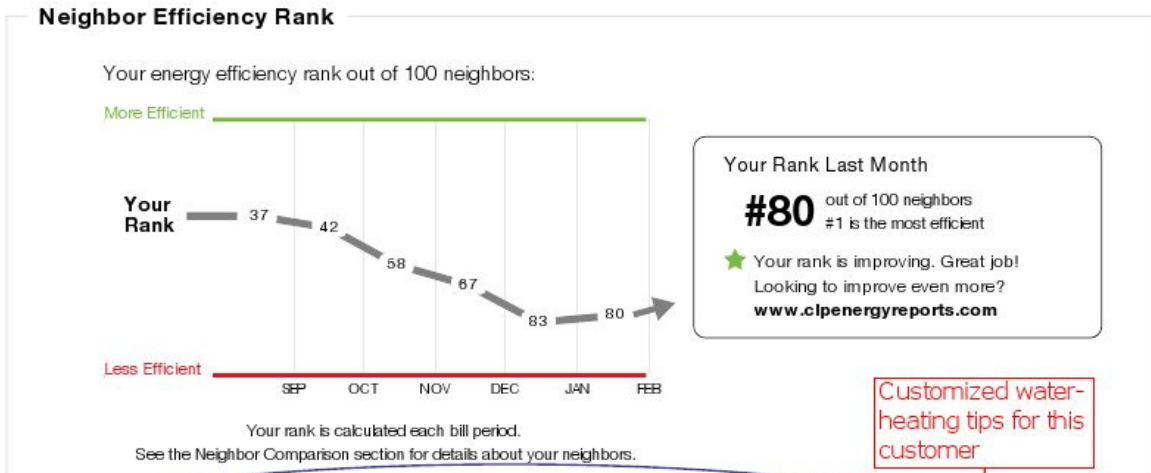 Neighbor Efficiency Rank
Your energy efficiency rank out of 100 neighbors:
More Efficient
Your
Rank
37
42
58
67
83
80
Less Efficient
SEP OCT NOV DEC JAN FEB
Your rank is calculated each bill period.
See the Neighbor Comparison section for details about your neighbors.
Your Rank Last Month
#80 out of 100 neighbors
#1 is the most efficient
Your rank is improving. Great job!
Looking to improve even more?
www.clpenergyreports.com
Customized water-
heating tips for this
customer